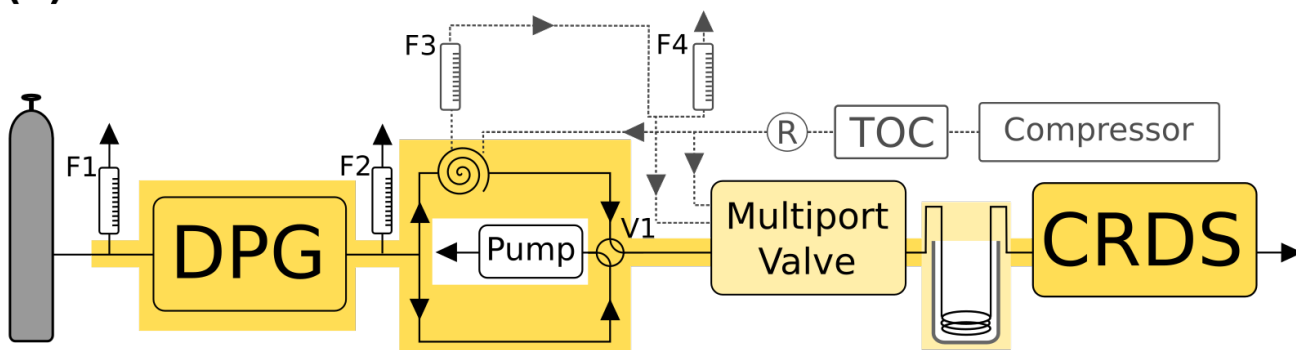 F3
F4
R
TOC
Compressor
F1
F2
DPG
Pump
V1
Multiport
Valve
CRDS